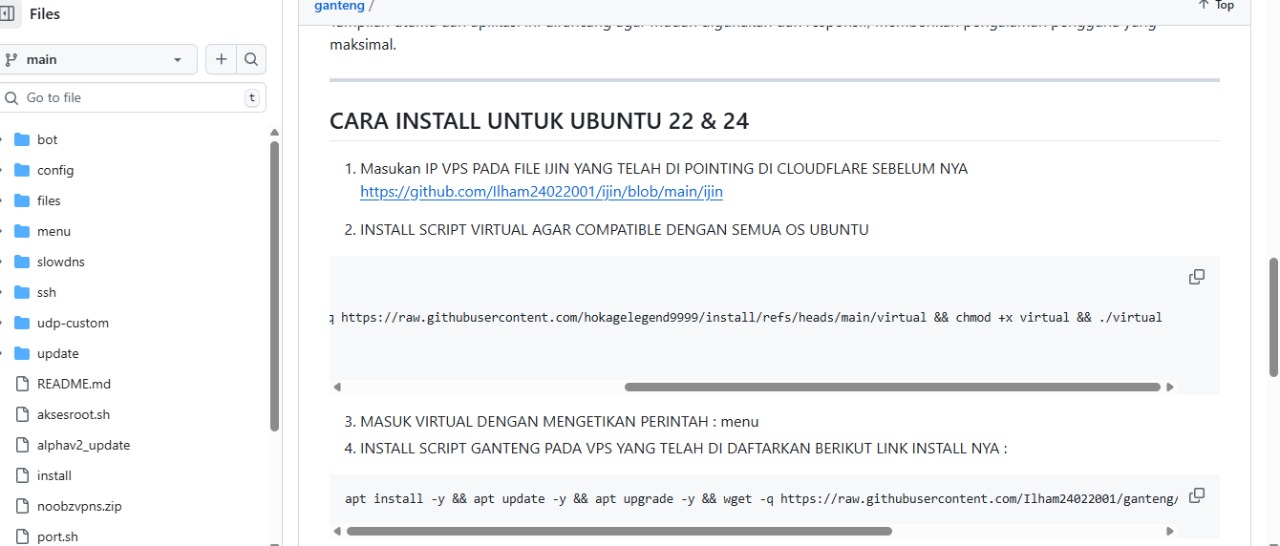 Files
main
Go to file
t
bot
config
files
menu
slowdns
ssh
udp-custom
update
README.md
aksesroot.sh
alphav2_update
install
noobzvpns.zip
port.sh
ganteng /
Top
maksimal.
CARA INSTALL UNTUK UBUNTU 22 & 24
1. Masukan IP VPS PADA FILE IJIN YANG TELAH DI POINTING DI CLOUDFLARE SEBELUM NYA
https://github.com/Ilham24022001/ijin/blob/main/ijin
2. INSTALL SCRIPT VIRTUAL AGAR COMPATIBLE DENGAN SEMUA OS UBUNTU
q https://raw.githubusercontent.com/hokagelegend9999/install/refs/heads/main/virtual && chmod +x virtual && ./virtual
3. MASUK VIRTUAL DENGAN MENGETIKAN PERINTAH : menu
4. INSTALL SCRIPT GANTENG PADA VPS YANG TELAH DI DAFTARKAN BERIKUT LINK INSTALL NYA :
apt install -y && apt update -y && apt upgrade -y && wget -q https://raw.githubusercontent.com/Ilham24022001/ganteng/